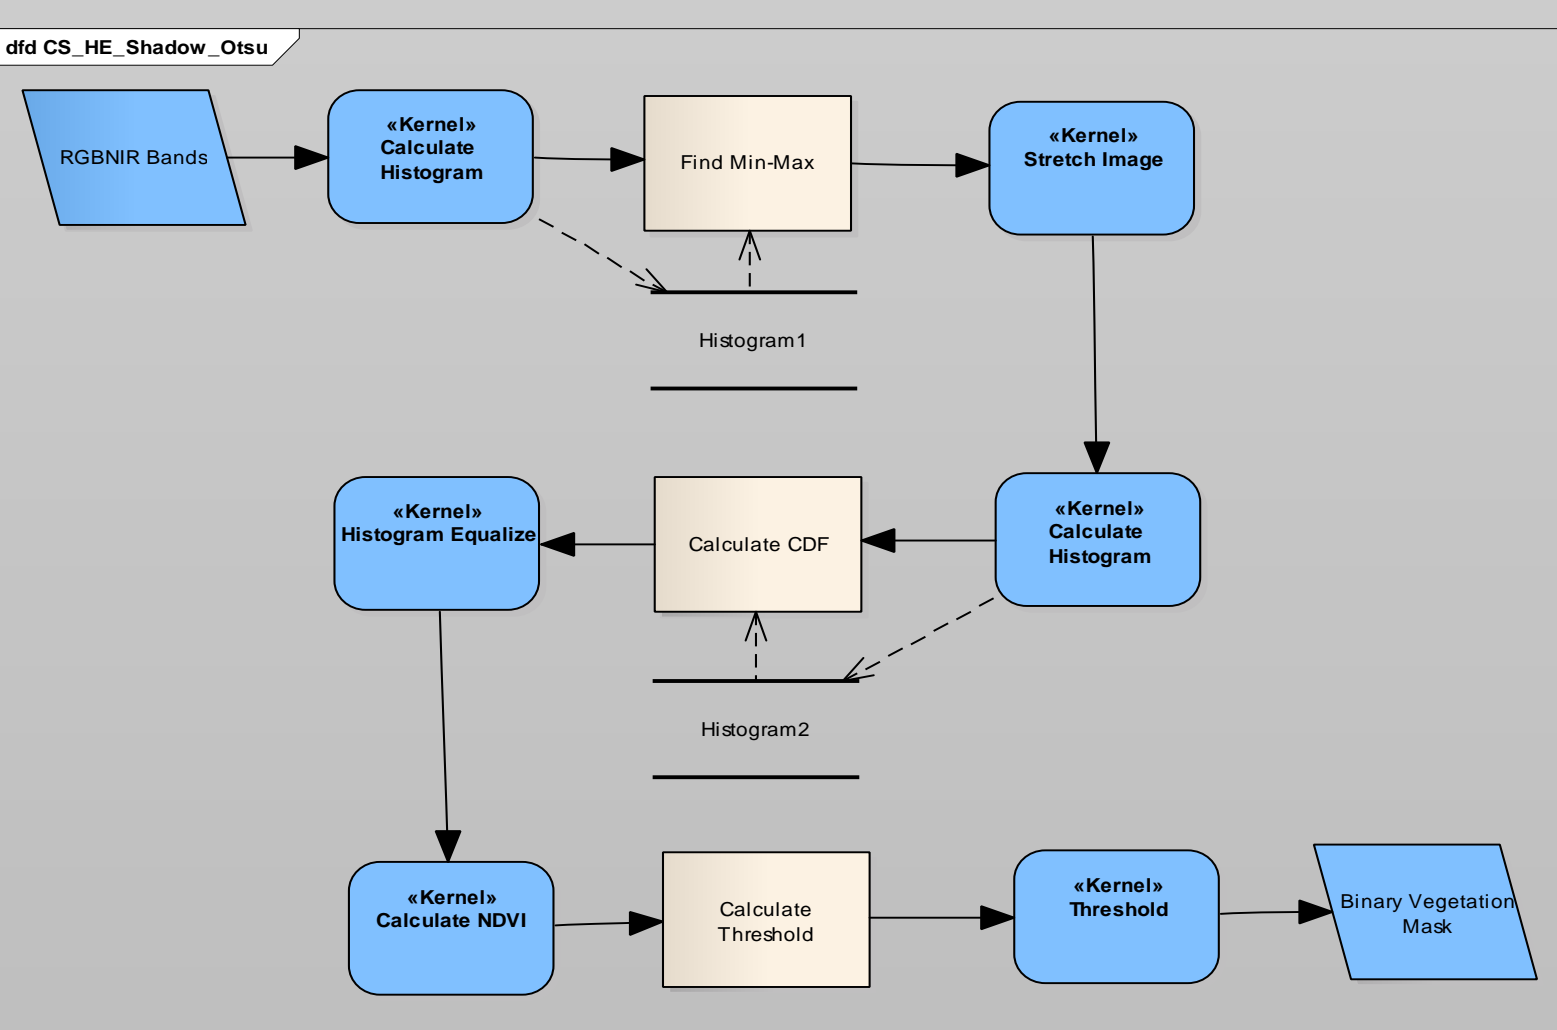 dfd CS_HE_Shadow_Otsu
RGBNIR Bands
«Kernel»
Calculate
Histogram
Find Min-Max
«Kernel»
Stretch Image
Histogram1
«Kernel»
Histogram Equalize
Calculate CDF
«Kernel»
Calculate
Histogram
Histogram2
«Kernel»
Calculate NDVI
Calculate
Threshold
«Kernel»
Threshold
Binary Vegetation
Mask